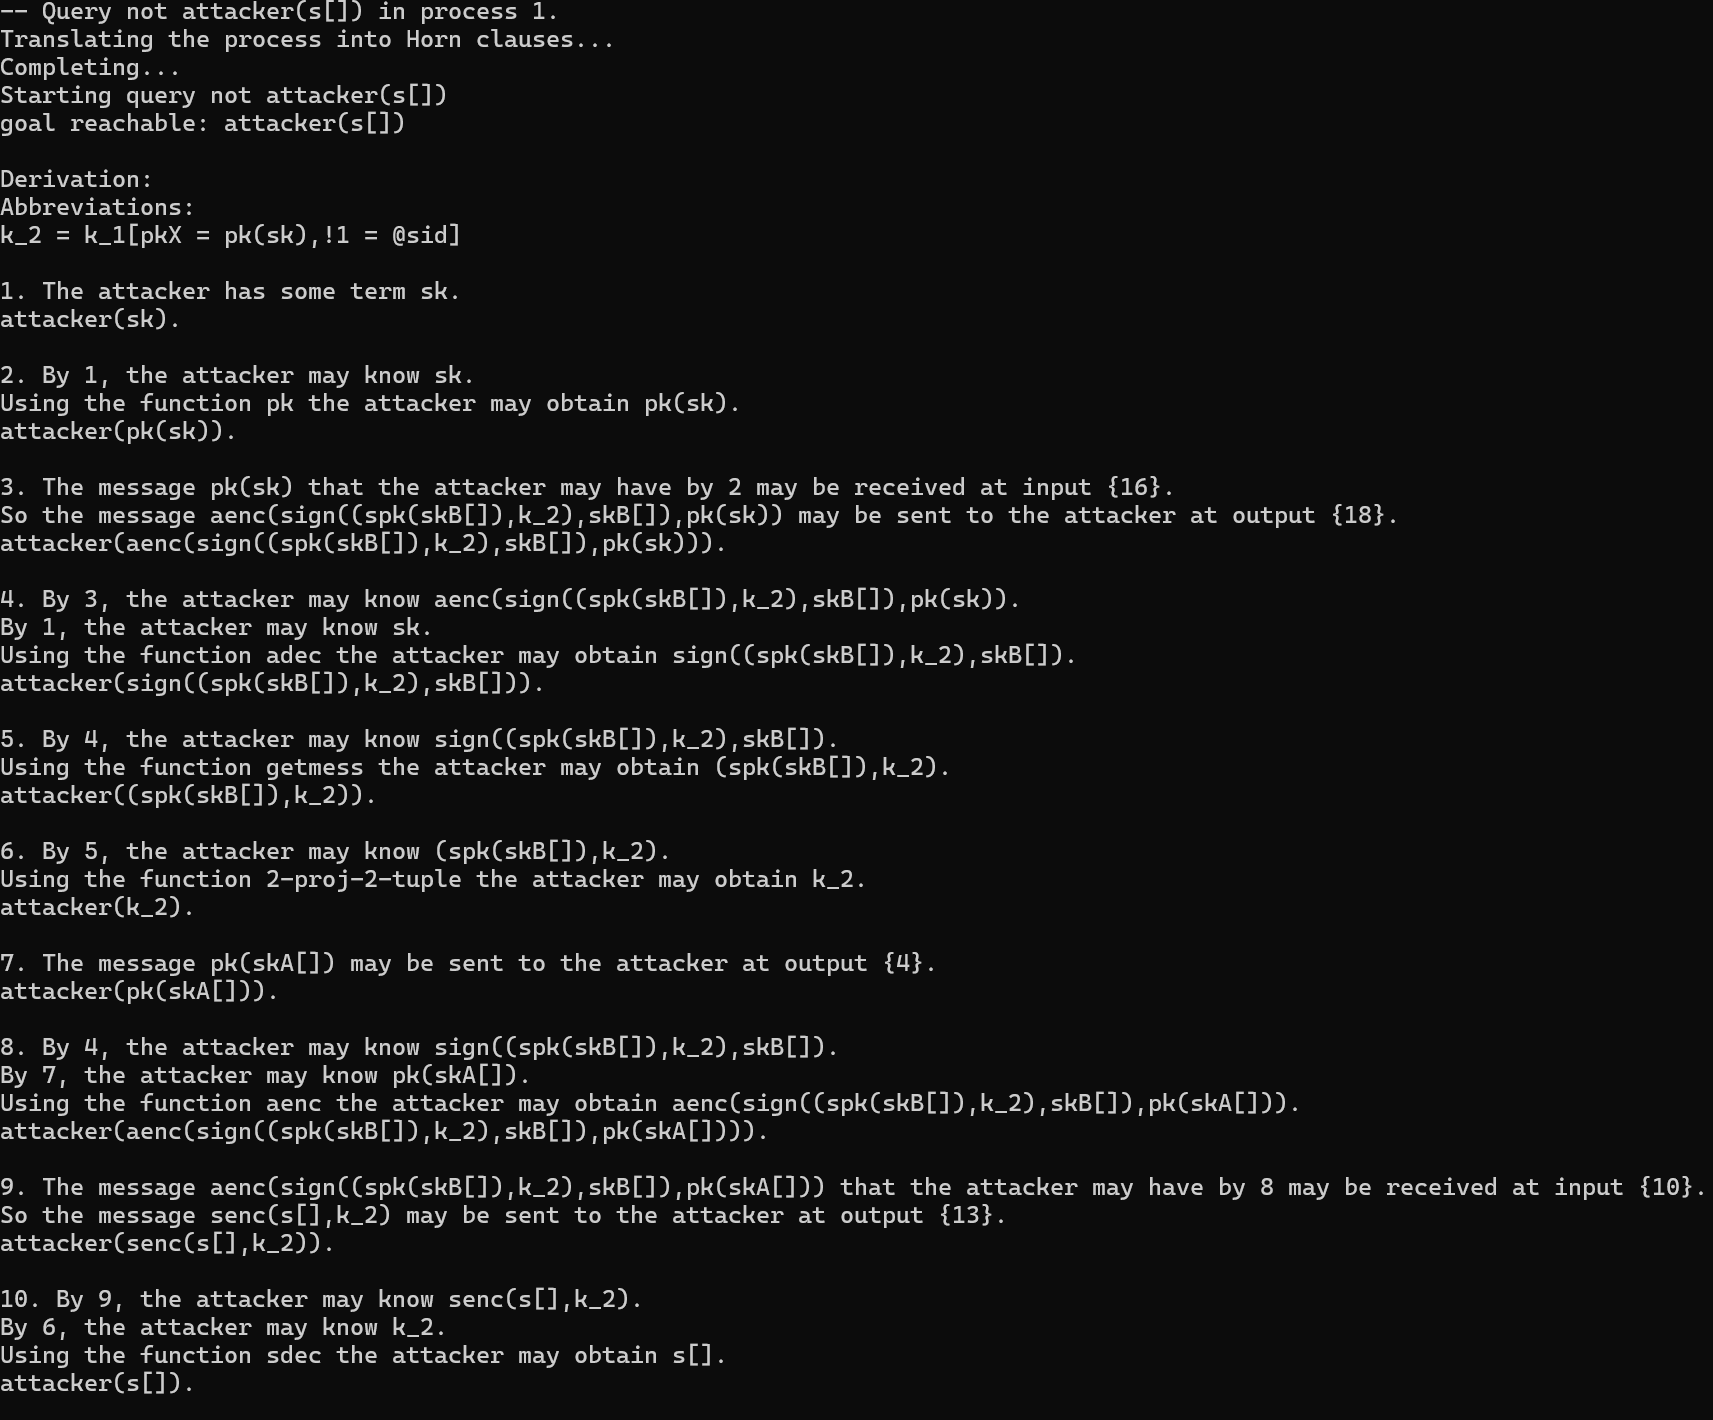 -- Query not attacker(s[]) in process 1.
Translating the process into Horn clauses...
Completing...
Starting query not attacker(s[])
goal reachable: attacker(s[])

Derivation:
Abbreviations:
k_2 = k_1[pkX = pk(sk),!1 = @sid]

1. The attacker has some term sk.
attacker(sk).

2. By 1, the attacker may know sk.
Using the function pk the attacker may obtain pk(sk).
attacker(pk(sk)).

3. The message pk(sk) that the attacker may have by 2 may be received at input {16}.
So the message aenc(sign((spk(skB[]),k_2),skB[]),pk(sk)) may be sent to the attacker at output {18}.
attacker(aenc(sign((spk(skB[]),k_2),skB[]),pk(sk))).

4. By 3, the attacker may know aenc(sign((spk(skB[]),k_2),skB[]),pk(sk)).
By 1, the attacker may know sk.
Using the function adec the attacker may obtain sign((spk(skB[]),k_2),skB[]).
attacker(sign((spk(skB[]),k_2),skB[])).

5. By 4, the attacker may know sign((spk(skB[]),k_2),skB[]).
Using the function getmess the attacker may obtain (spk(skB[]),k_2).
attacker((spk(skB[]),k_2)).

6. By 5, the attacker may know (spk(skB[]),k_2).
Using the function 2-proj-2-tuple the attacker may obtain k_2.
attacker(k_2).

7. The message pk(skA[]) may be sent to the attacker at output {4}.
attacker(pk(skA[])).

8. By 4, the attacker may know sign((spk(skB[]),k_2),skB[]).
By 7, the attacker may know pk(skA[]).
Using the function aenc the attacker may obtain aenc(sign((spk(skB[]),k_2),skB[]),pk(skA[])).
attacker(aenc(sign((spk(skB[]),k_2),skB[]),pk(skA[]))).

9. The message aenc(sign((spk(skB[]),k_2),skB[]),pk(skA[])) that the attacker may have by 8 may be received at input {10}.
So the message senc(s[],k_2) may be sent to the attacker at output {13}.
attacker(senc(s[],k_2)).

10. By 9, the attacker may know senc(s[],k_2).
By 6, the attacker may know k_2.
Using the function sdec the attacker may obtain s[].
attacker(s[]).